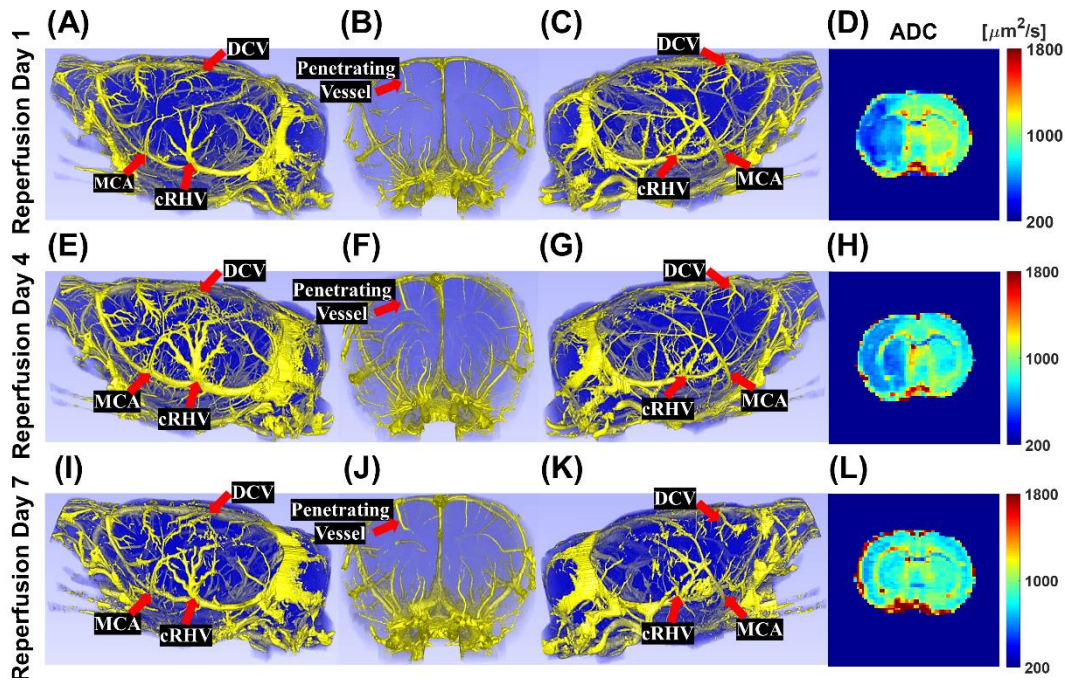 (A)
(B)
(C)
(D)
ADC
[μm²/s]
Reperfusion Day 1
DCV
Penetrating
Vessel
DCV
MCA
cRHV
cRHV
MCA
1800
1000
200
(E)
(F)
(G)
(H)
Reperfusion Day 4
DCV
Penetrating
Vessel
DCV
MCA
cRHV
cRHV
MCA
1800
1000
200
(I)
(J)
(K)
(L)
Reperfusion Day 7
DCV
Penetrating
Vessel
DCV
MCA
cRHV
cRHV
MCA
1800
1000
200